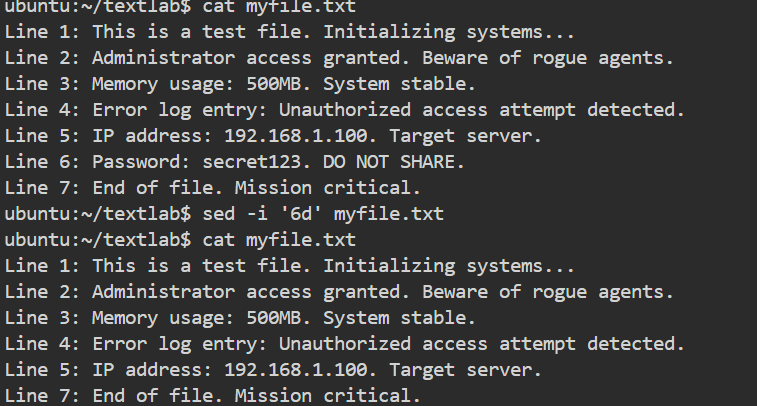 ubuntu:~/textlab$ cat myfile.txt
Line 1: This is a test file. Initializing systems...
Line 2: Administrator access granted. Beware of rogue agents.
Line 3: Memory usage: 500MB. System stable.
Line 4: Error log entry: Unauthorized access attempt detected.
Line 5: IP address: 192.168.1.100. Target server.
Line 6: Password: secret123. DO NOT SHARE.
Line 7: End of file. Mission critical.
ubuntu:~/textlab$ sed -i '6d' myfile.txt
ubuntu:~/textlab$ cat myfile.txt
Line 1: This is a test file. Initializing systems...
Line 2: Administrator access granted. Beware of rogue agents.
Line 3: Memory usage: 500MB. System stable.
Line 4: Error log entry: Unauthorized access attempt detected.
Line 5: IP address: 192.168.1.100. Target server.
Line 7: End of file. Mission critical.